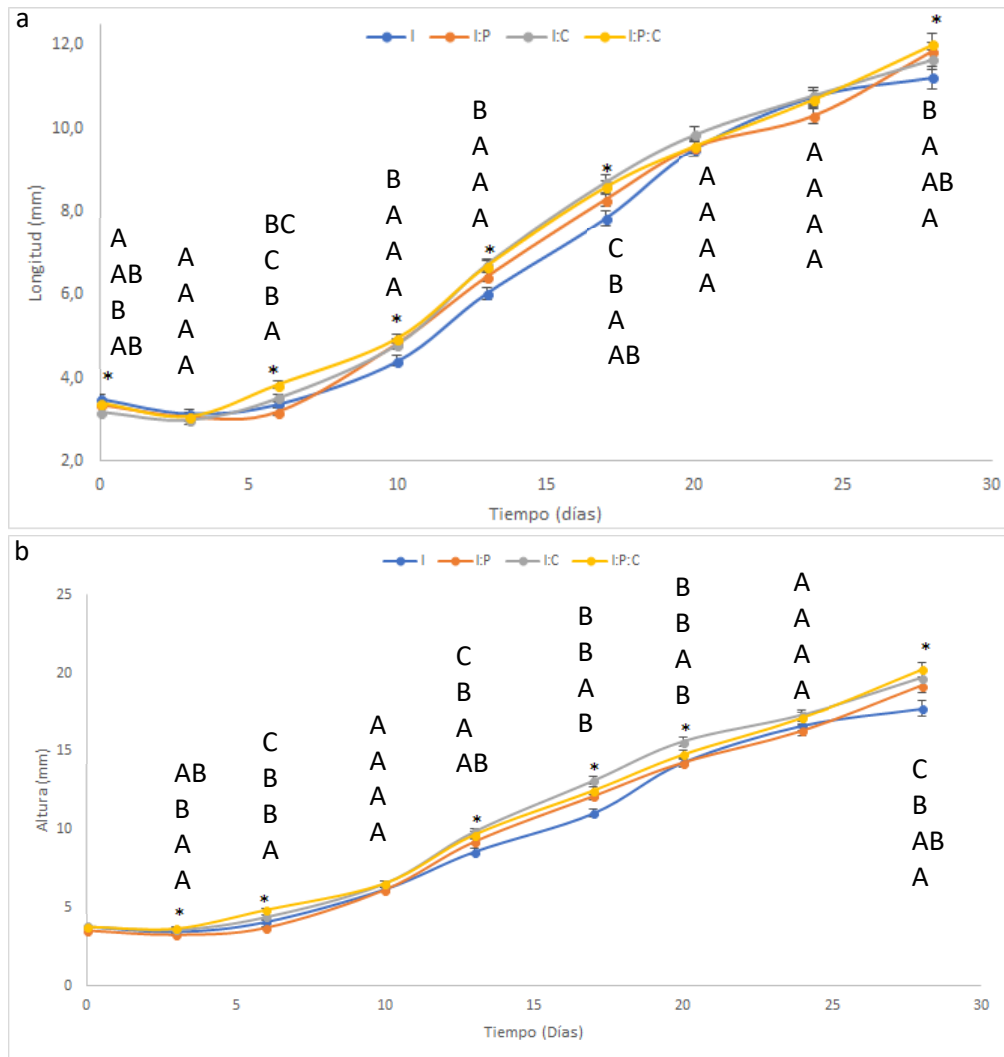 a
I I:P I:C I:P:C
Longitud (mm)
12,0
10,0
8,0
6,0
4,0
2,0
A
AB
B
AB
*
A
A
A
A
BC
C
B
A
*
B
A
A
A
*
B
A
A
A
*
*
C
B
A
AB
A
A
A
A
A
A
A
A
*
B
A
AB
A
0 5 10 15 20 25 30
Tiempo (días)
b
I I:P I:C I:P:C
Altura (mm)
25
20
15
10
5
0
AB
B
A
A
*
C
B
B
A
*
A
A
A
A
C
B
A
AB
*
B
B
A
B
*
B
B
A
B
*
A
A
A
A
*
C
B
AB
A
0 5 10 15 20 25 30
Tiempo (Días)